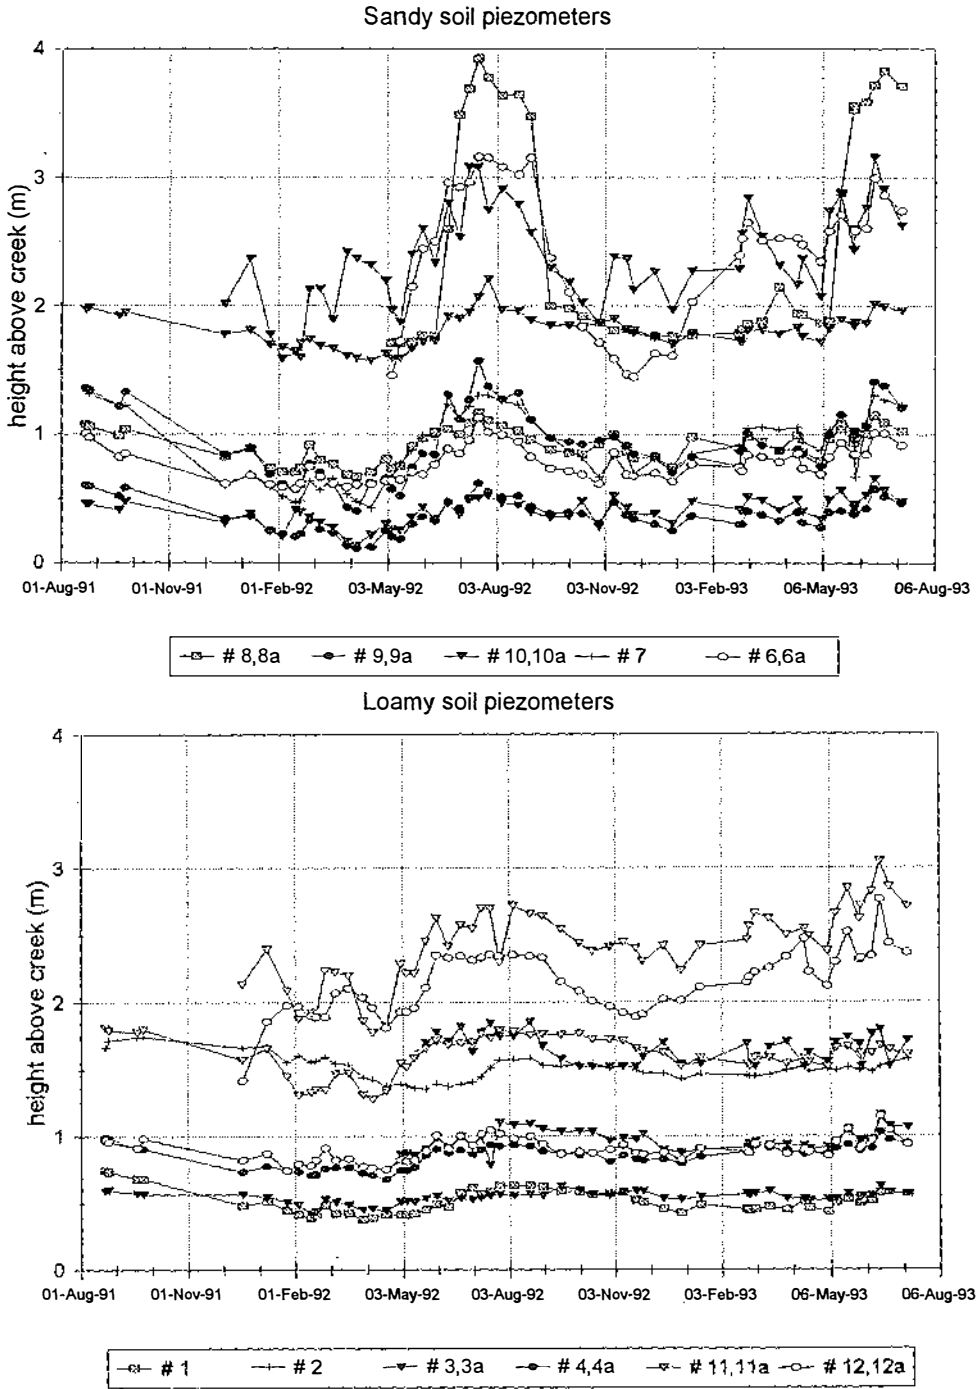 Sandy soil piezometers
height above creek (m)
4
3
2
1
0
01-Aug-91 01-Nov-91 01-Feb-92 03-May-92 03-Aug-92 03-Nov-92 03-Feb-93 06-May-93 06-Aug-93
# 8,8a # 9,9a # 10,10a # 7 # 6,6a
Loamy soil piezometers
height above creek (m)
4
3
2
1
0
01-Aug-91 01-Nov-91 01-Feb-92 03-May-92 03-Aug-92 03-Nov-92 03-Feb-93 06-May-93 06-Aug-93
# 1 # 2 # 3,3a # 4,4a # 11,11a # 12,12a